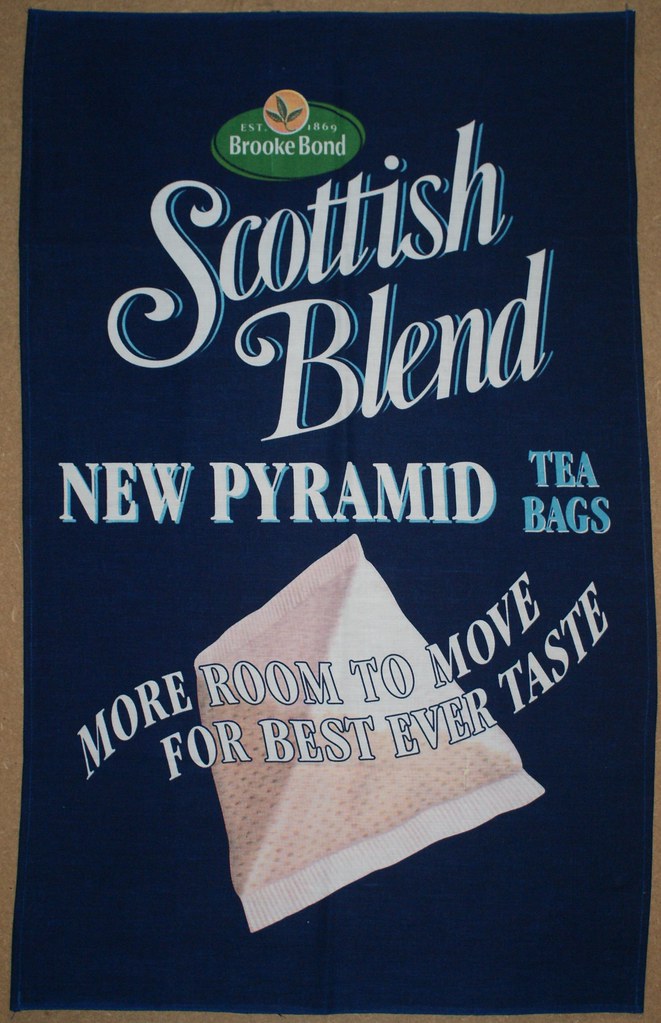 EST. 1869
Brooke Bond
Scottish
Blend
NEW PYRAMID TEA BAGS
MORE ROOM TO MOVE
FOR BEST EVER TASTE